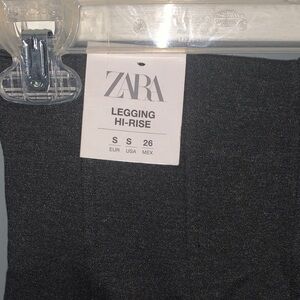 ZARA
LEGGING
HI-RISE
S S 26
EUR USA MEX